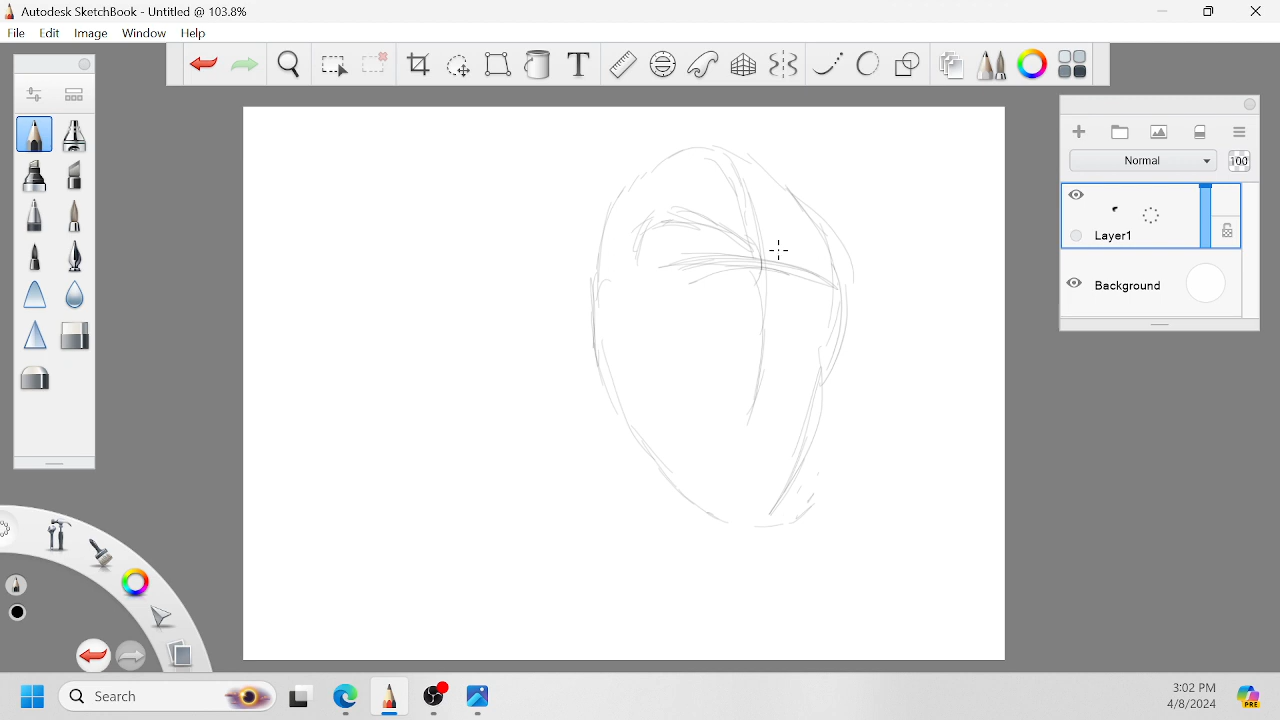 Autodesk SketchBook - Untitled @ 103.8%
File Edit Image Window Help
T
Normal 100
Layer1
Background
Search
3:02 PM
4/8/2024
PRE